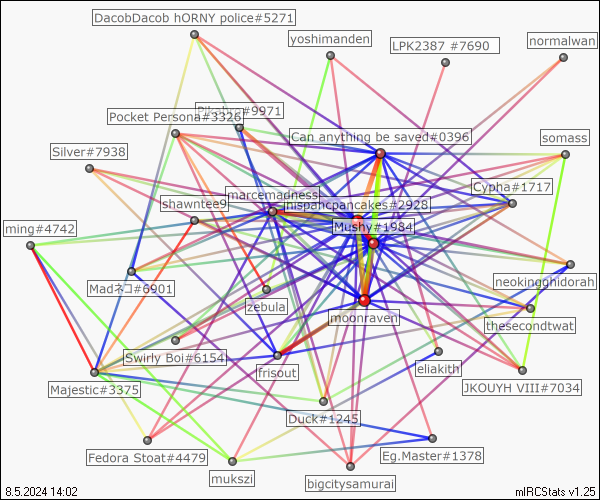 DacobDacob hORNY police#5271
yoshimanden
LPK2387 #7690
normalwan
Pikahro#9971
Pocket Persona#3326
Can anything be saved#0396
somass
Silver#7938
Cypha#1717
marcemadness
shawntee9
hispahcpancakes#2928
Mushy#1984
ming#4742
Madネコ#6901
neokingghidorah
zebula
moonraven
thesecondtwat
Swirly Boi#6154
frisout
eliakith
Majestic#3375
JKOUYH VIII#7034
Duck#1245
Fedora Stoat#4479
Eg.Master#1378
mukszi
bigcitysamurai
8.5.2024 14:02
mIRCStats v1.25